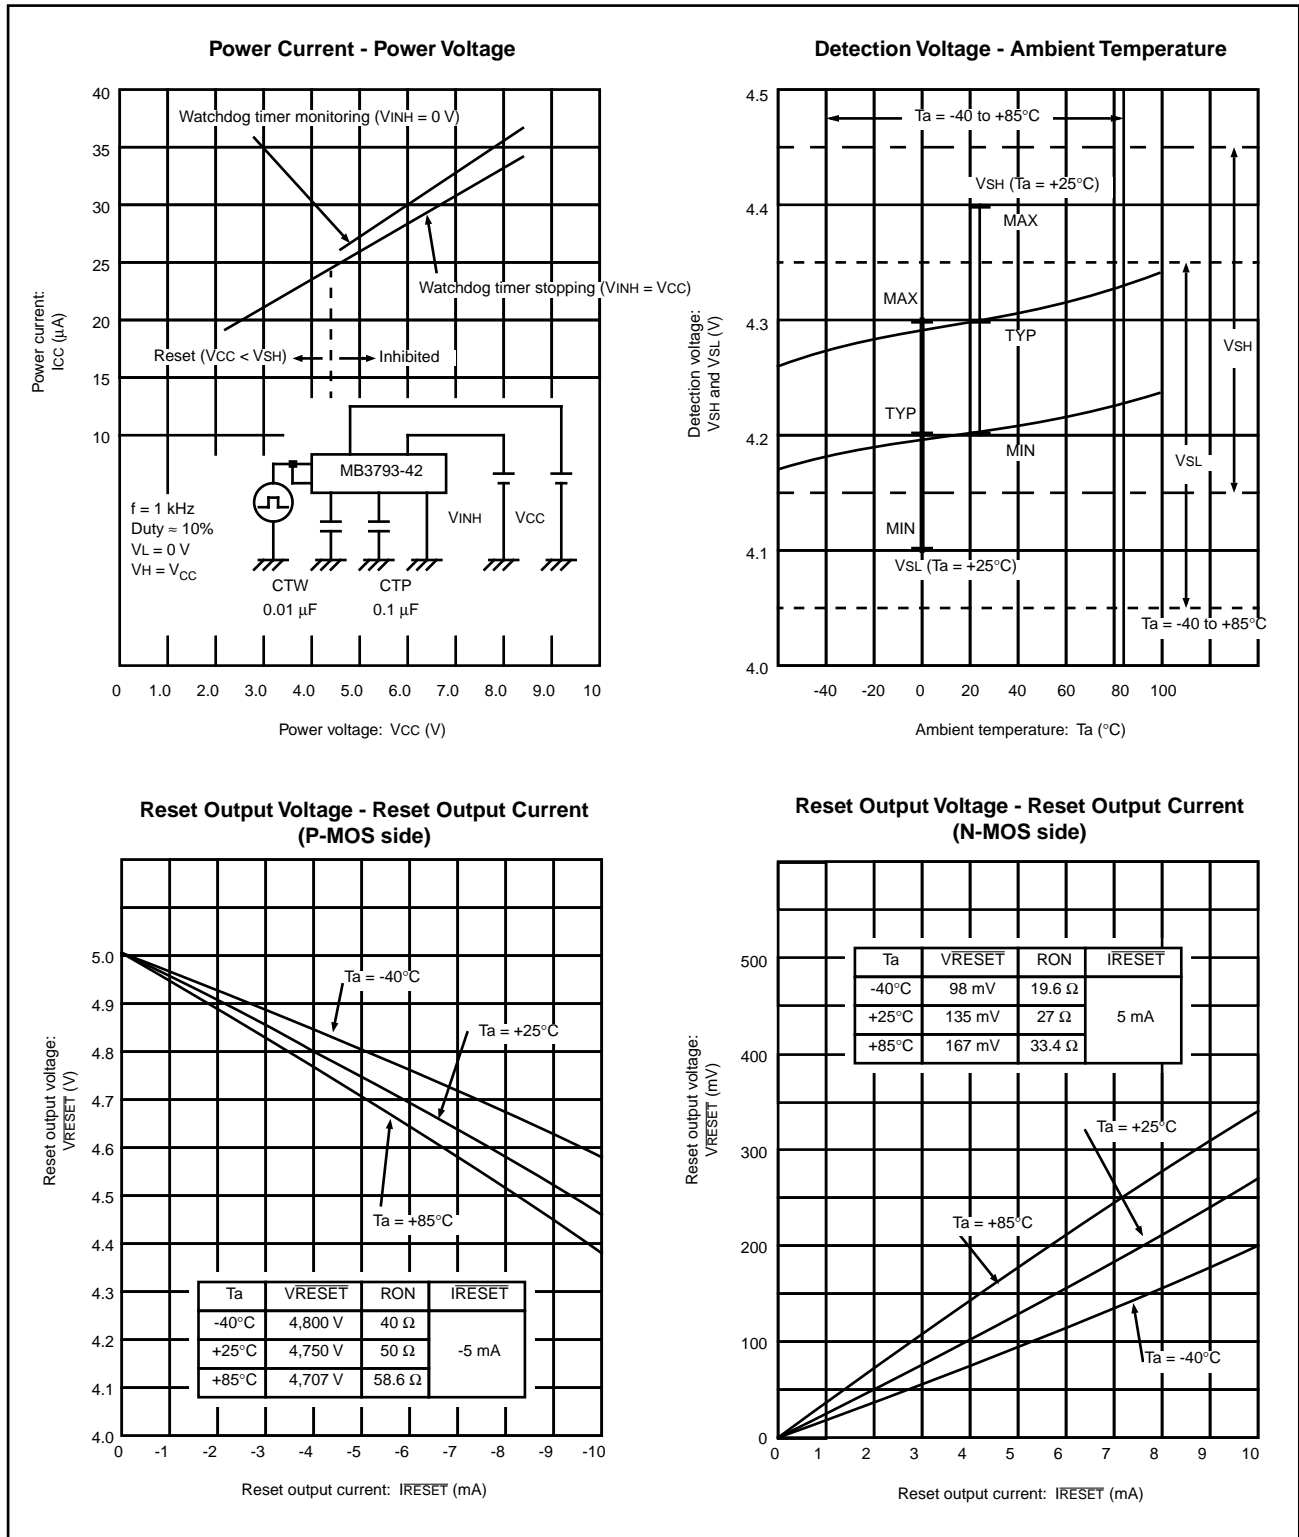 Power Current - Power Voltage
40
35
30
25
20
15
10
Watchdog timer monitoring (VINH = 0 V)
Watchdog timer stopping (VINH = VCC)
Reset (VCC < VSH)
Inhibited
Power current:
ICC (μA)
MB3793-42
f = 1 kHz
Duty ≈ 10%
VL = 0 V
VH = VCC
VINH
VCC
CTW
0.01 μF
CTP
0.1 μF
0 1.0 2.0 3.0 4.0 5.0 6.0 7.0 8.0 9.0 10
Power voltage: VCC (V)
Detection Voltage - Ambient Temperature
4.5
4.4
4.3
4.2
4.1
4.0
Ta = -40 to +85°C
VSH (Ta = +25°C)
MAX
MAX
TYP
VSH
TYP
MIN
VSL
MIN
VSL (Ta = +25°C)
Ta = -40 to +85°C
Detection voltage:
VSH and VSL (V)
-40 -20 0 20 40 60 80 100
Ambient temperature: Ta (°C)
Reset Output Voltage - Reset Output Current
(P-MOS side)
5.0
4.9
4.8
4.7
4.6
4.5
4.4
4.3
4.2
4.1
4.0
Ta = -40°C
Ta = +25°C
Ta = +85°C
Reset output voltage:
VRESET (V)
Ta VRESET RON IRESET
-40°C 4,800 V 40 Ω
+25°C 4,750 V 50 Ω -5 mA
+85°C 4,707 V 58.6 Ω
0 -1 -2 -3 -4 -5 -6 -7 -8 -9 -10
Reset output current: IRESET (mA)
Reset Output Voltage - Reset Output Current
(N-MOS side)
500
400
300
200
100
0
Ta VRESET RON IRESET
-40°C 98 mV 19.6 Ω
+25°C 135 mV 27 Ω 5 mA
+85°C 167 mV 33.4 Ω
Ta = +25°C
Ta = +85°C
Ta = -40°C
Reset output voltage:
VRESET (mV)
0 1 2 3 4 5 6 7 8 9 10
Reset output current: IRESET (mA)